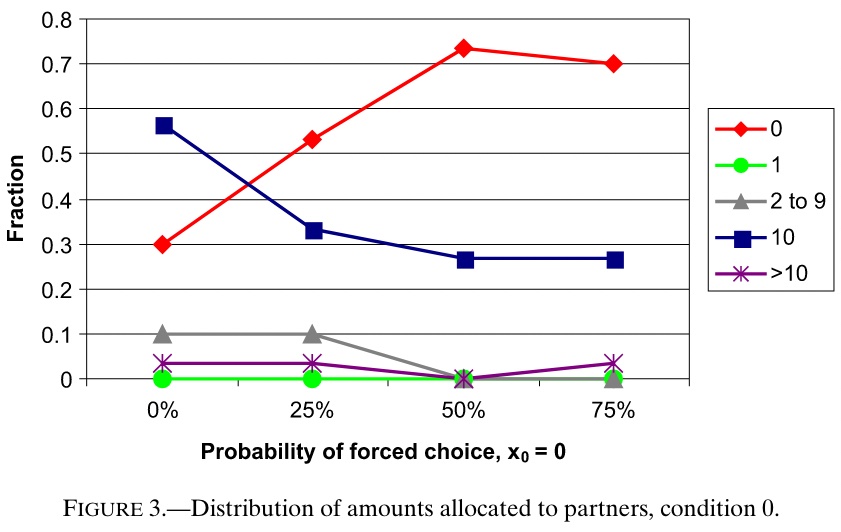 0.8
0.7
0.6
0.5
0.4
0.3
0.2
0.1
0
Fraction
0% 25% 50% 75%
Probability of forced choice, x₀ = 0
0
1
2 to 9
10
>10
FIGURE 3.—Distribution of amounts allocated to partners, condition 0.